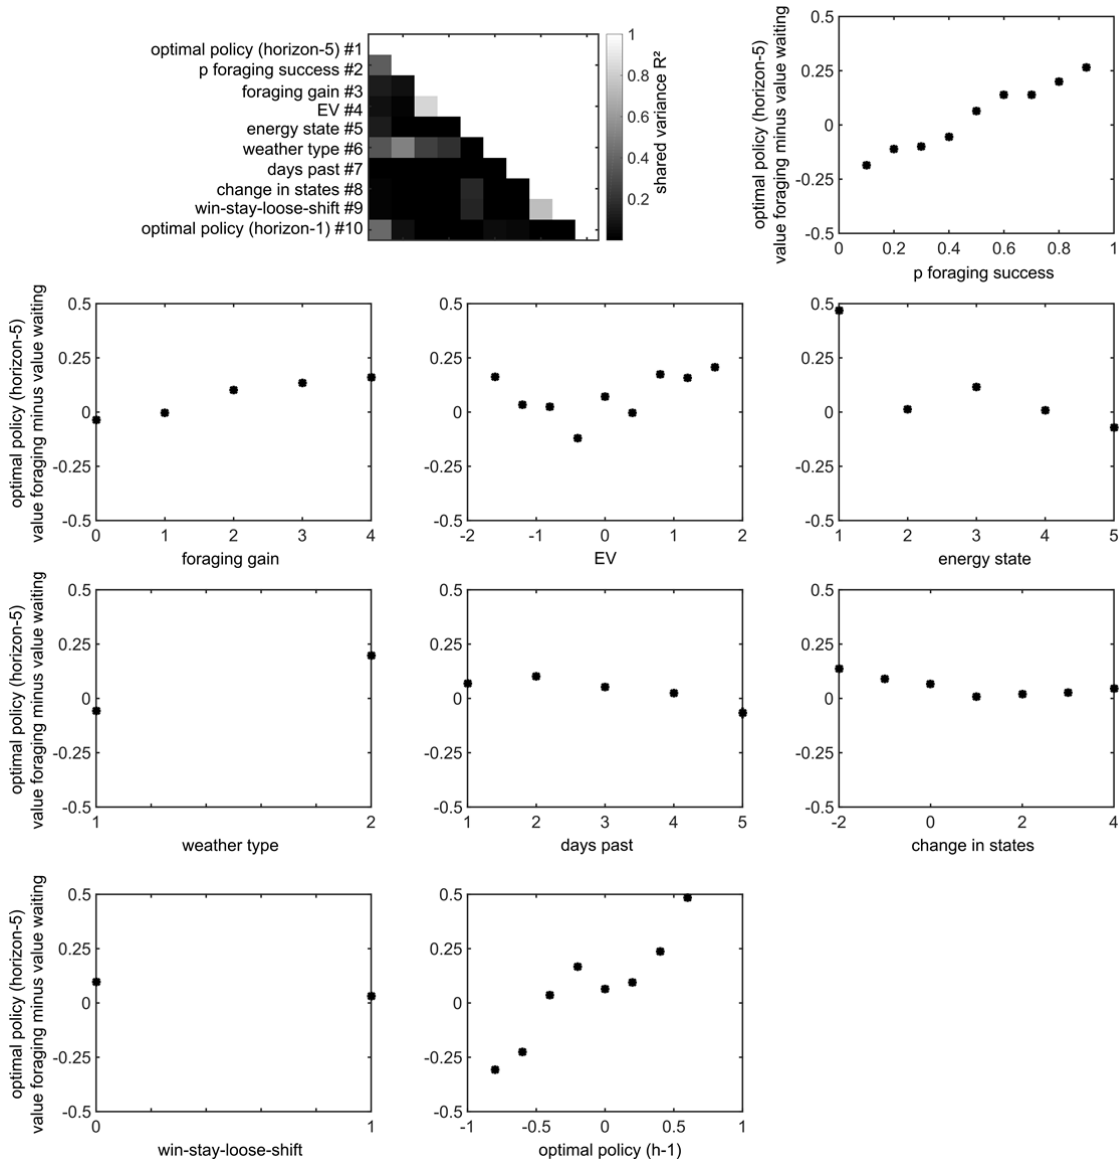 optimal policy (horizon-5) #1
p foraging success #2
foraging gain #3
EV #4
energy state #5
weather type #6
days past #7
change in states #8
win-stay-loose-shift #9
optimal policy (horizon-1) #10
1
0.8
0.6
0.4
0.2
shared variance R²
optimal policy (horizon-5)
value foraging minus value waiting
0.5
0.25
0
-0.25
-0.5
0 0.2 0.4 0.6 0.8 1
p foraging success
optimal policy (horizon-5)
value foraging minus value waiting
0.5
0.25
0
-0.25
-0.5
0 1 2 3 4
foraging gain
0.5
0.25
0
-0.25
-0.5
-2 -1 0 1 2
EV
0.5
0.25
0
-0.25
-0.5
1 2 3 4 5
energy state
optimal policy (horizon-5)
value foraging minus value waiting
0.5
0.25
0
-0.25
-0.5
1 2
weather type
0.5
0.25
0
-0.25
-0.5
1 2 3 4 5
days past
0.5
0.25
0
-0.25
-0.5
-2 0 2 4
change in states
optimal policy (horizon-5)
value foraging minus value waiting
0.5
0.25
0
-0.25
-0.5
0 1
win-stay-loose-shift
0.5
0.25
0
-0.25
-0.5
-1 -0.5 0 0.5 1
optimal policy (h-1)